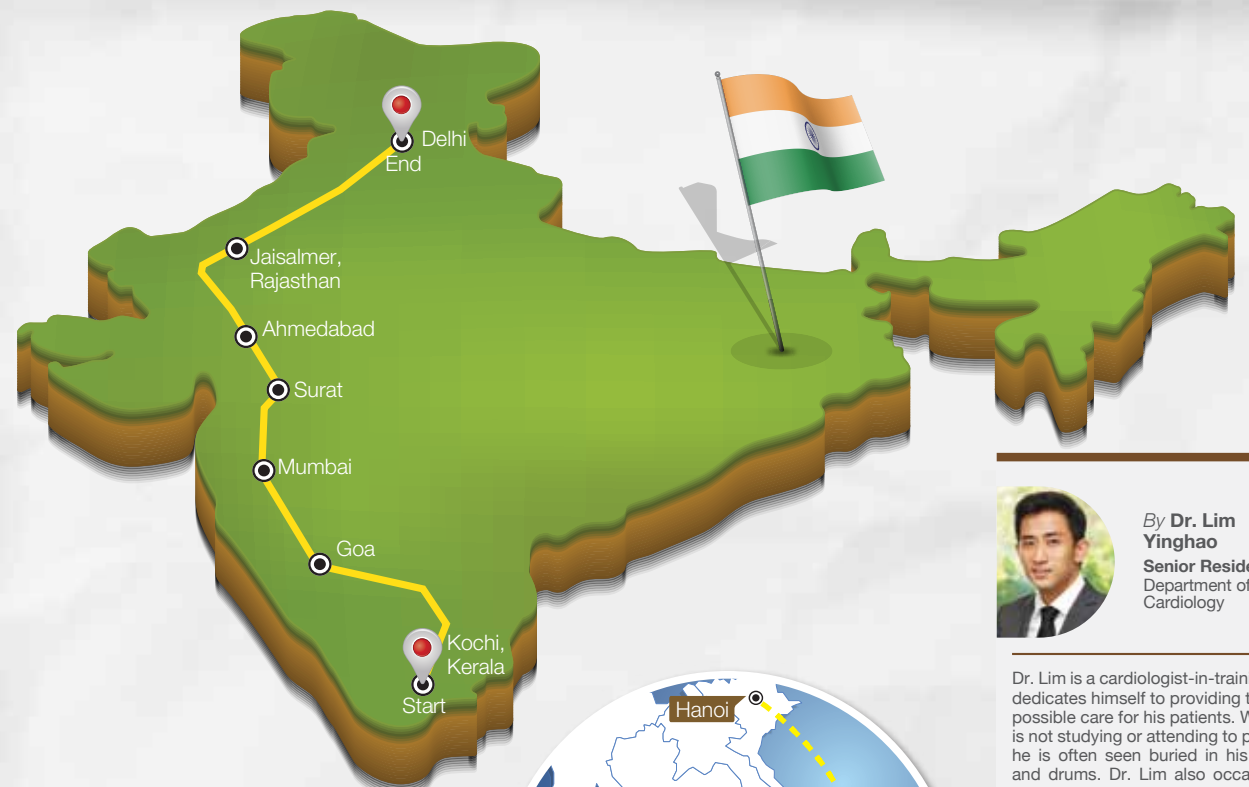 Delhi
End
Jaisalmer,
Rajasthan
Ahmedabad
Surat
Mumbai
Goa
Kochi,
Kerala
Start
Hanoi
By Dr. Lim
Yinghao
Senior
Department of
Cardiology
Dr. Lim is a cardiologist-in-train
dedicates himself to providing t
possible care for his patients. W
is not studying or attending to p
he is often seen buried in his
and drums. Dr. Lim also occa